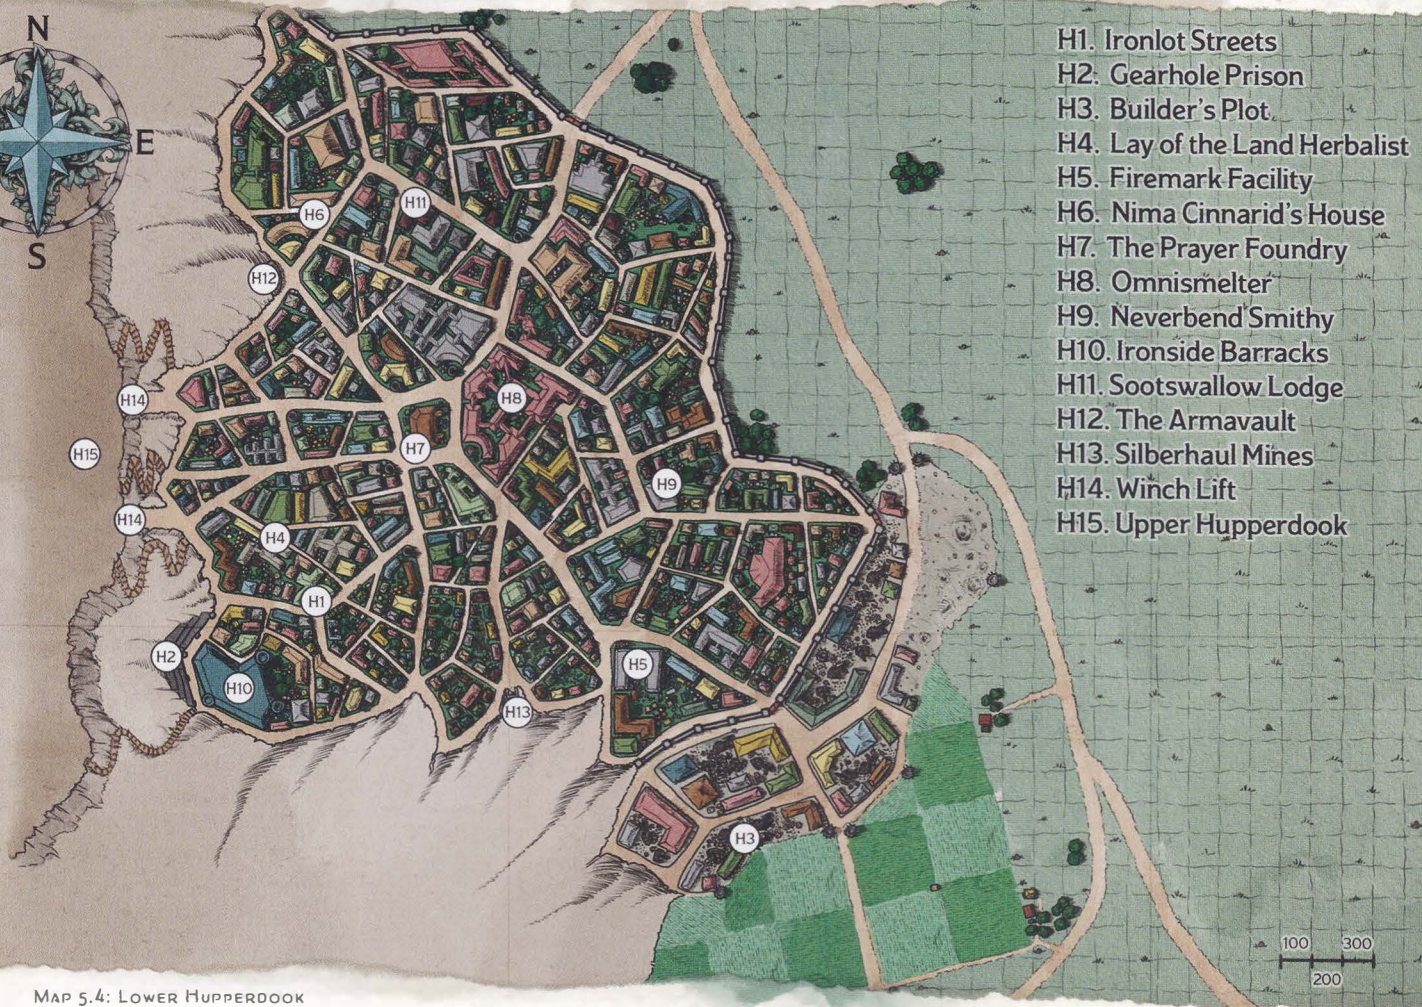 N
E
S
H1. Ironlot Streets
H2. Gearhole Prison
H3. Builder's Plot
H4. Lay of the Land Herbalist
H5. Firemark Facility
H6. Nima Cinnarid's House
H7. The Prayer Foundry
H8. Omnismelter
H9. Neverbend Smithy
H10. Ironside Barracks
H11. Sootswallow Lodge
H12. The Armavault
H13. Silberhaul Mines
H14. Winch Lift
H15. Upper Hupperdook
H6
H11
H12
H14
H8
H15
H7
H9
H14
H4
H1
H2
H5
H10
H13
H3
100 300
200
Map 5.4: Lower Hupperdook